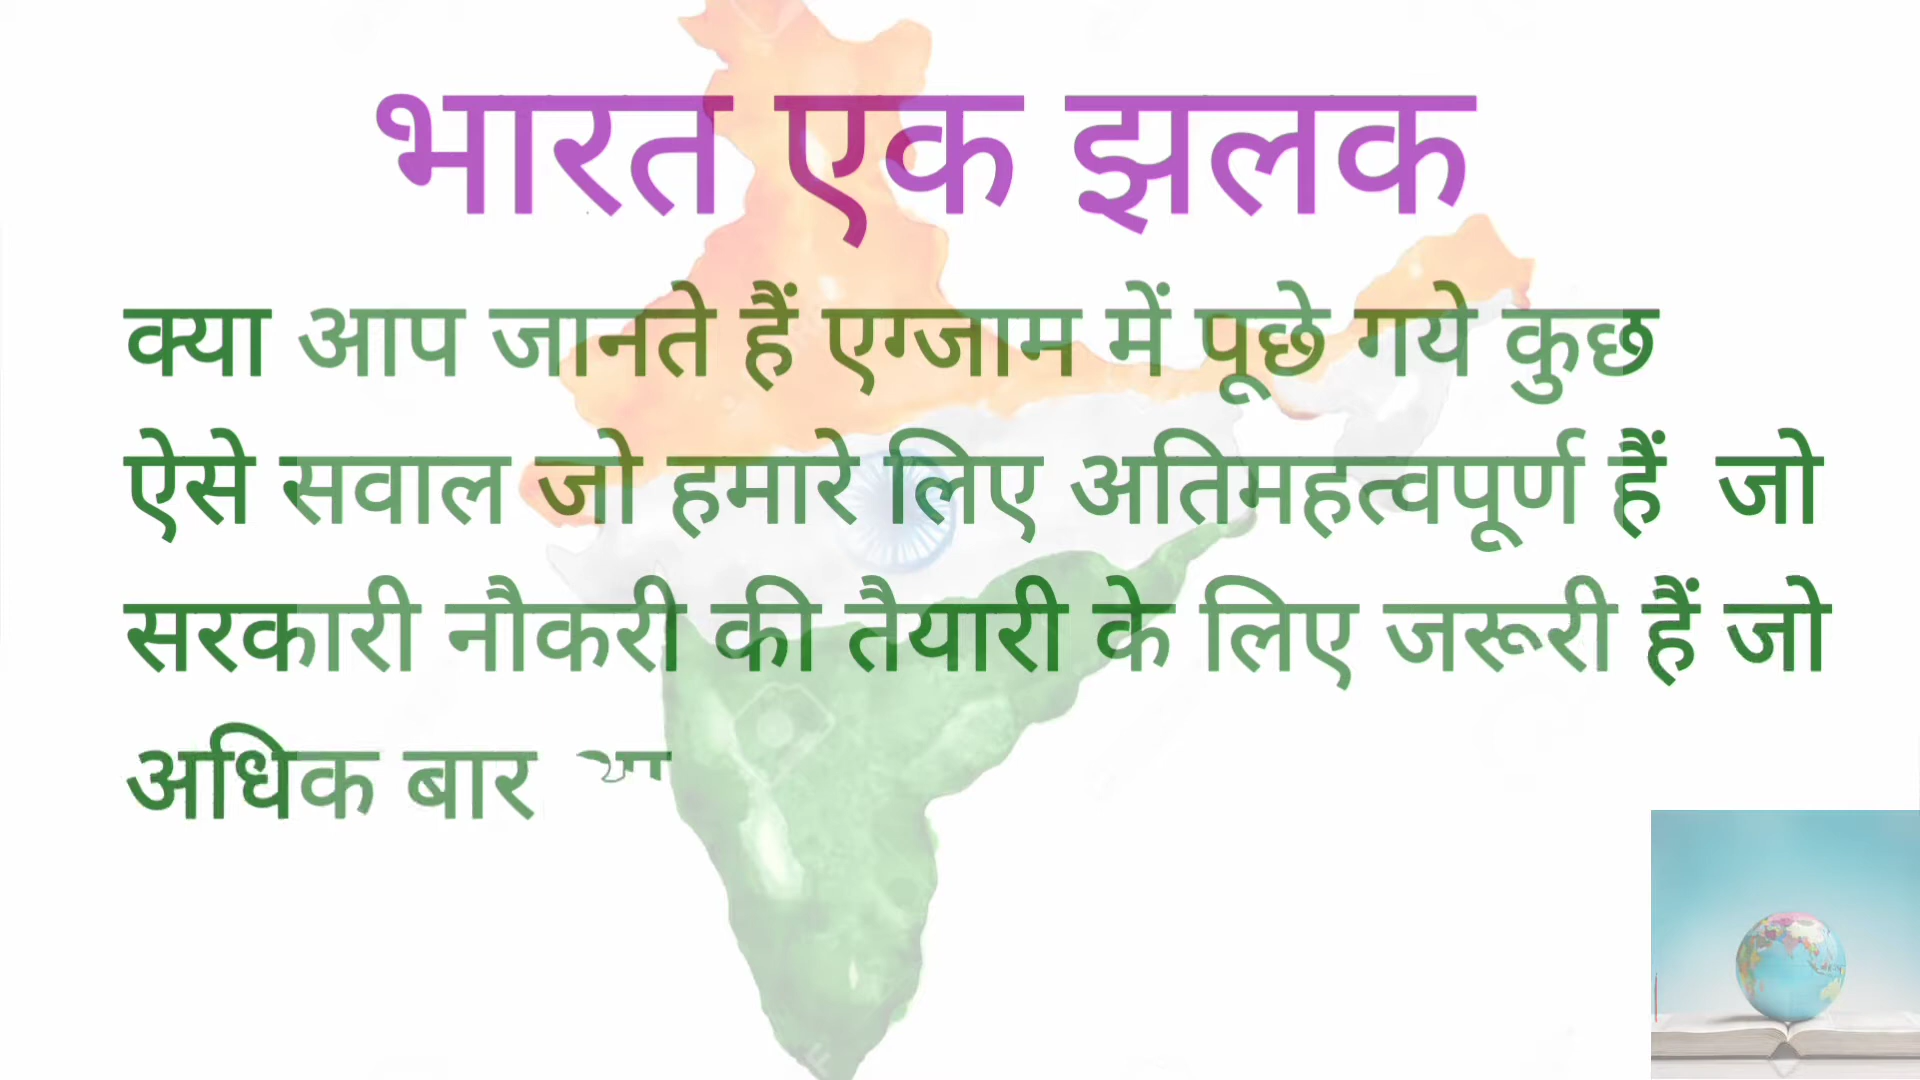 भारत एक झलक
क्या आप जानते हैं एग्जाम में पूछे गये कुछ
ऐसे सवाल जो हमारे लिए अतिमहत्वपूर्ण हैं जो
सरकारी नौकरी की तैयारी के लिए जरूरी हैं जो
अधिक बार